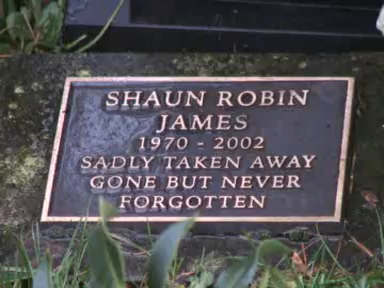 SHAUN ROBIN
JAMES
1970 - 2002
SADLY TAKEN AWAY
GONE BUT NEVER
FORGOTTEN